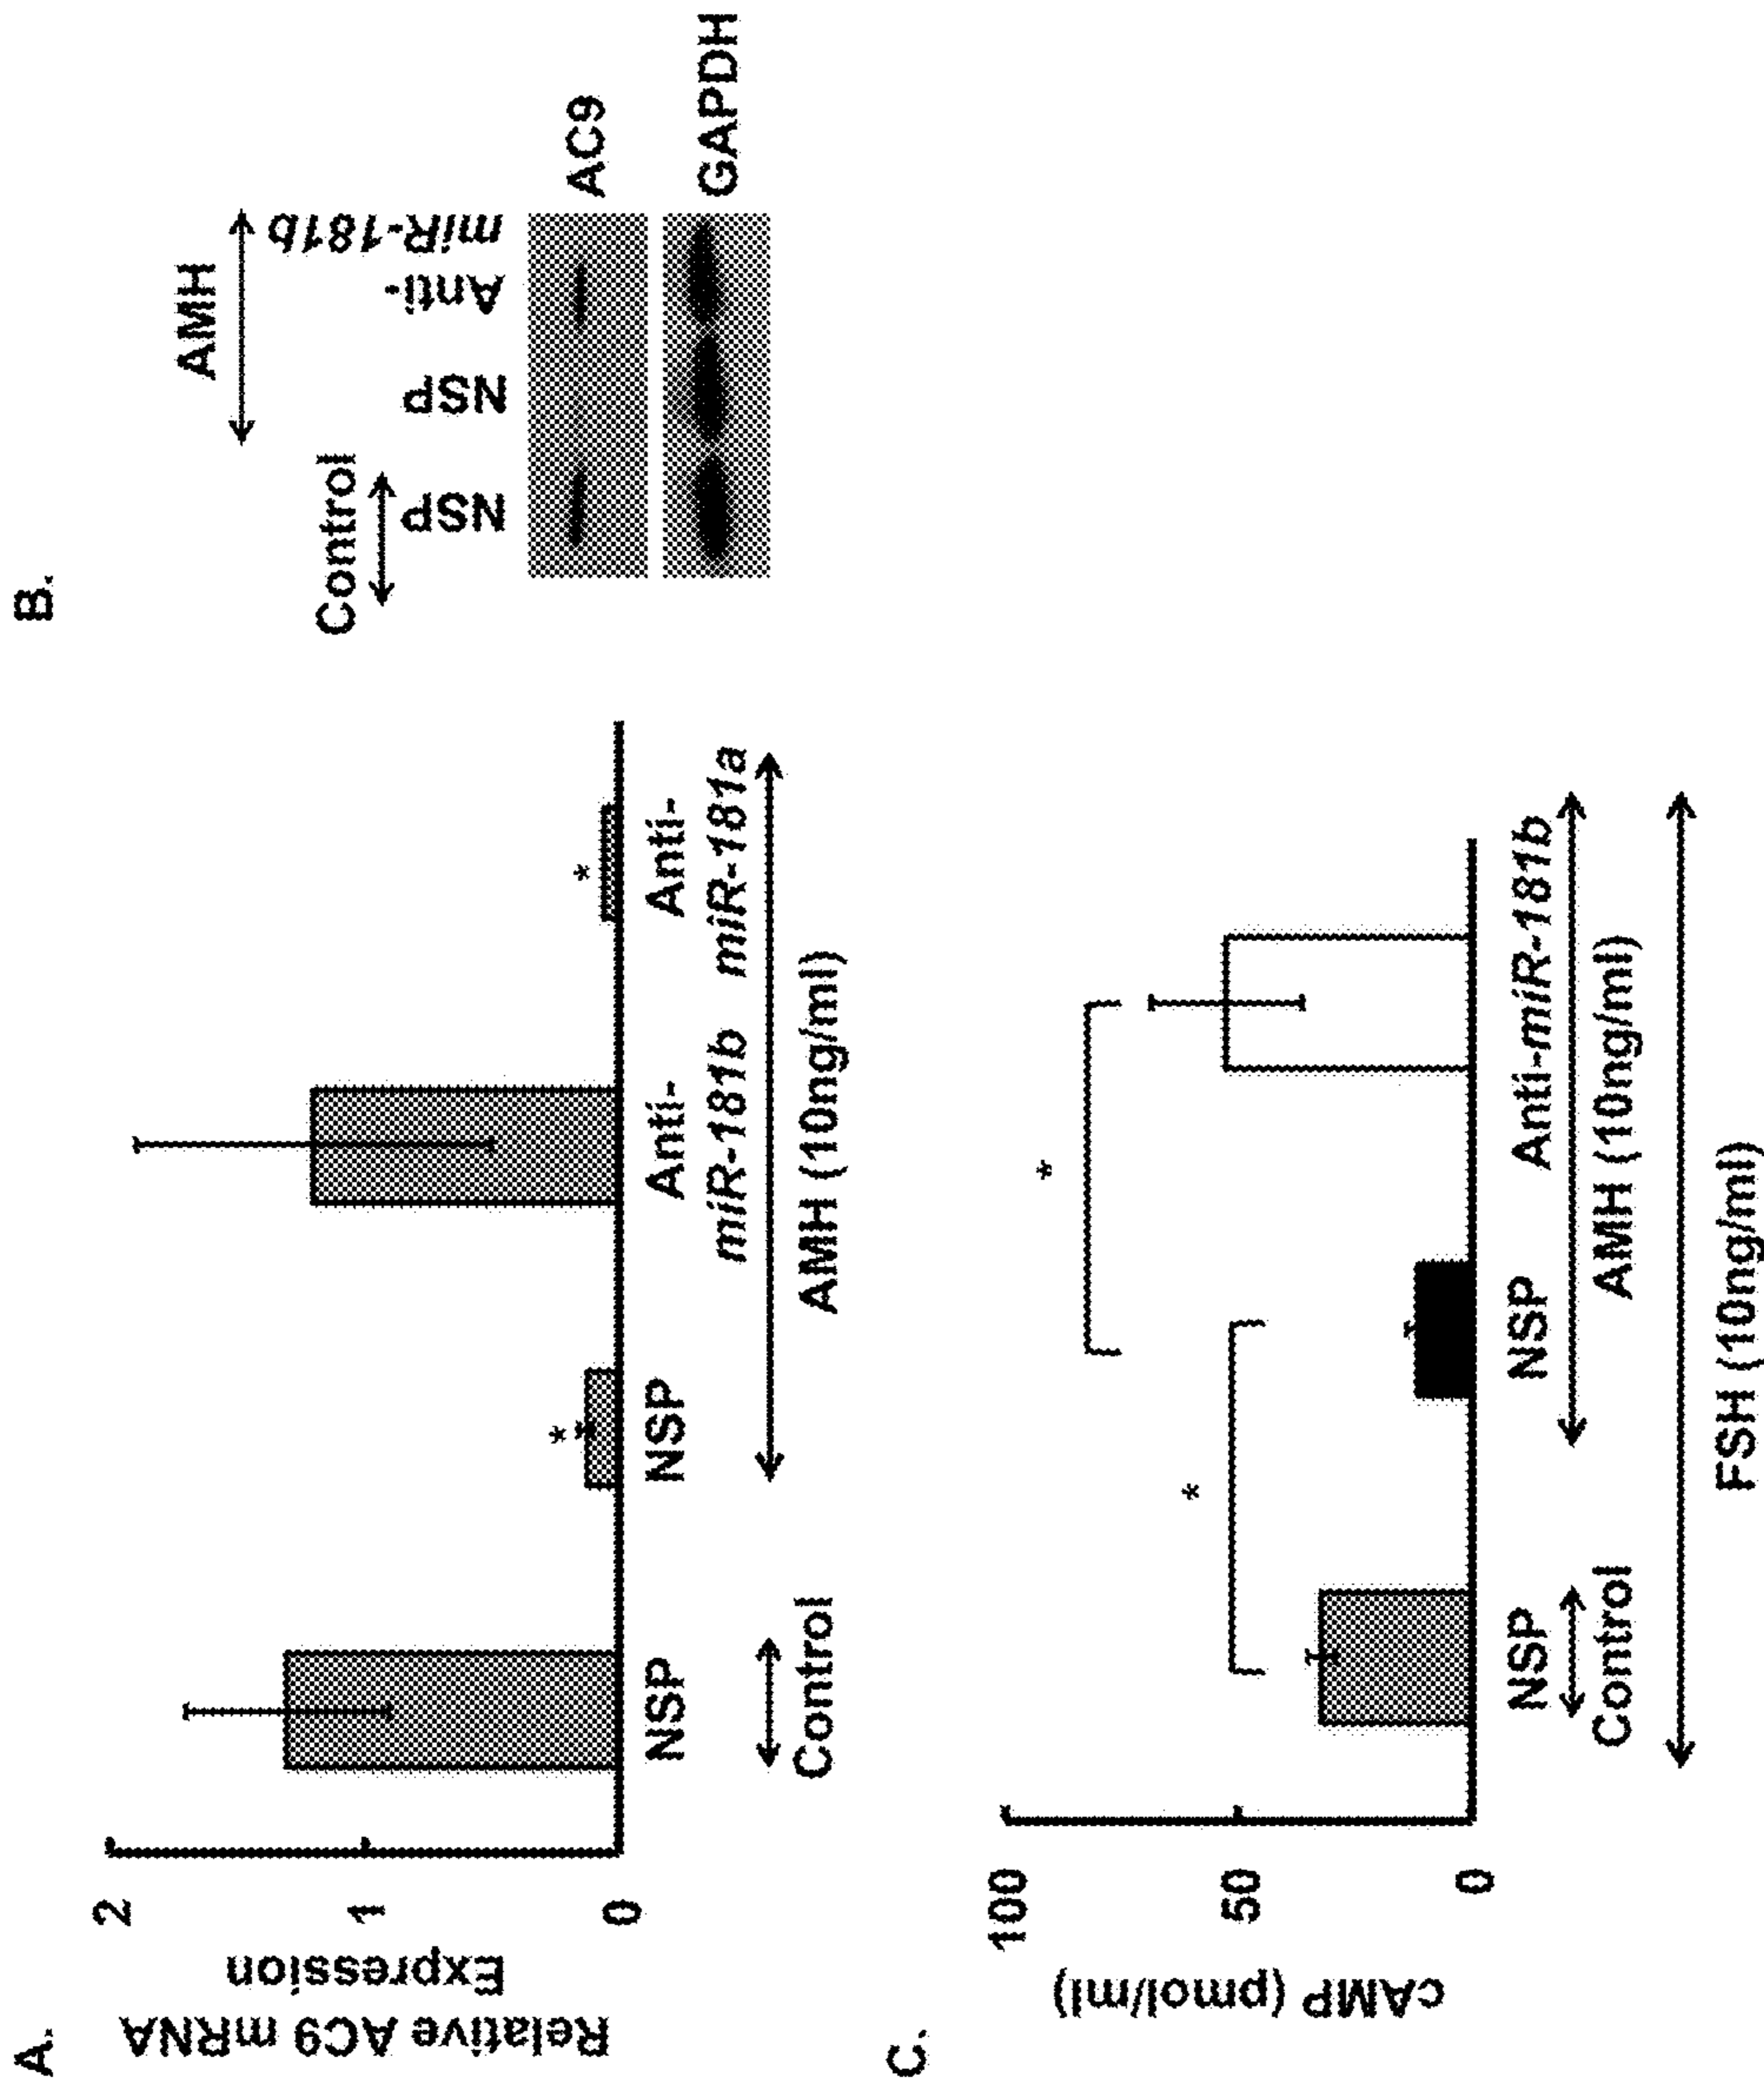 A.
Relative AC9 mRNA
Expression
2
1
0
NSP
NSP
Anti-
miR-181b
Anti-
miR-181a
*
*
Control
AMH (10ng/ml)
B.
Control
AMH
NSP
NSP
Anti-
miR-181b
AC9
GAPDH
C.
cAMP (pmol/ml)
100
50
0
*
*
NSP
NSP
Anti-miR-181b
Control
AMH (10ng/ml)
FSH (10ng/ml)